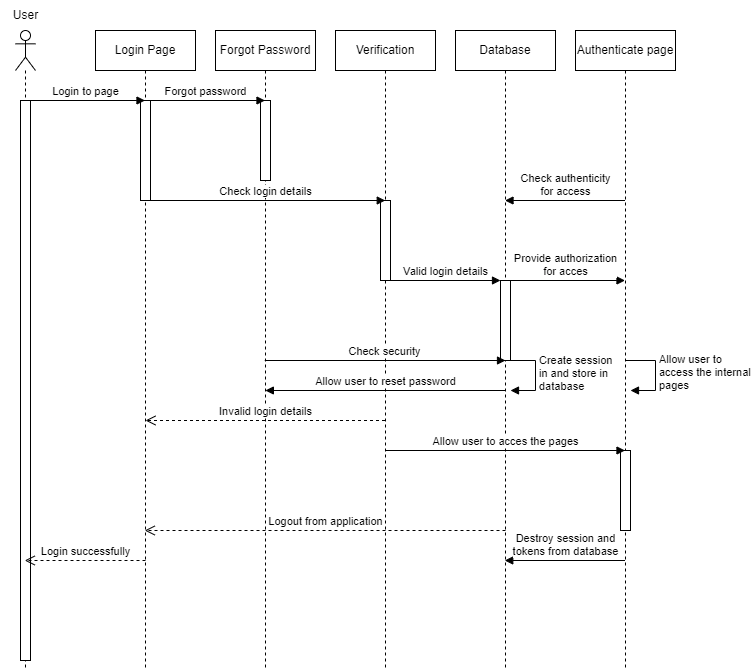 User
Login Page
Forgot Password
Verification
Database
Authenticate page
Login to page
Forgot password
Check authenticity
for access
Check login details
Provide authorization
for acces
Valid login details
Check security
Create session
in and store in
database
Allow user to
access the internal
pages
Allow user to reset password
Invalid login details
Allow user to acces the pages
Logout from application
Destroy session and
tokens from database
Login successfully